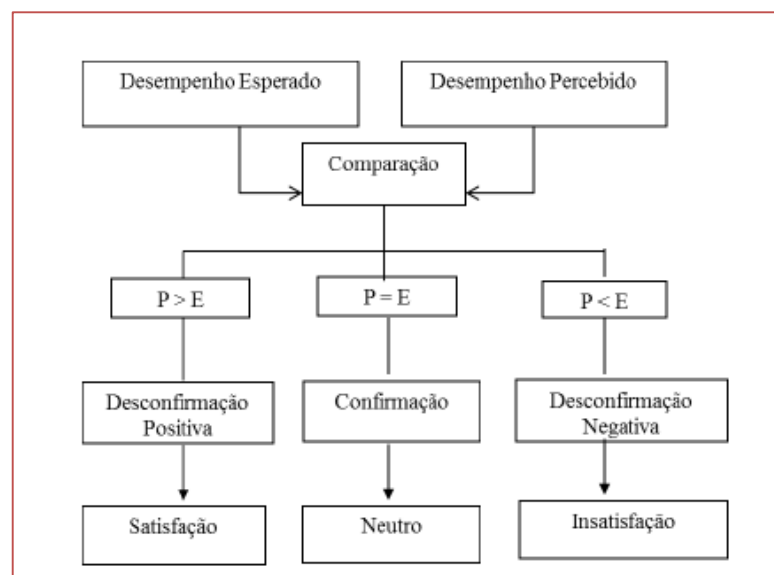 Desempenho Esperado
Desempenho Percebido
Comparação
P > E
P = E
P < E
Desconfirmação
Positiva
Confirmação
Desconfirmação
Negativa
Satisfação
Neutro
Insatisfação